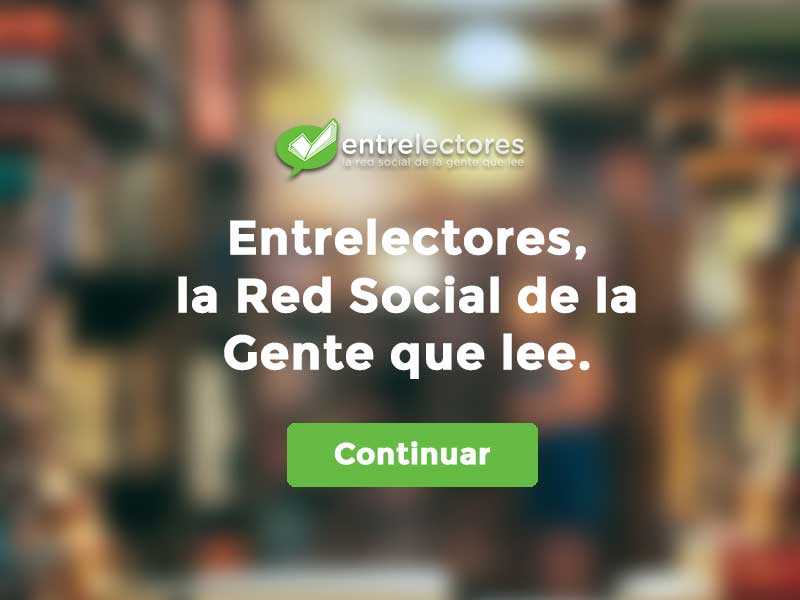 entrelectores
la red social de la gente que lee
Entrelectores,
la Red Social de la
Gente que lee.
Continuar